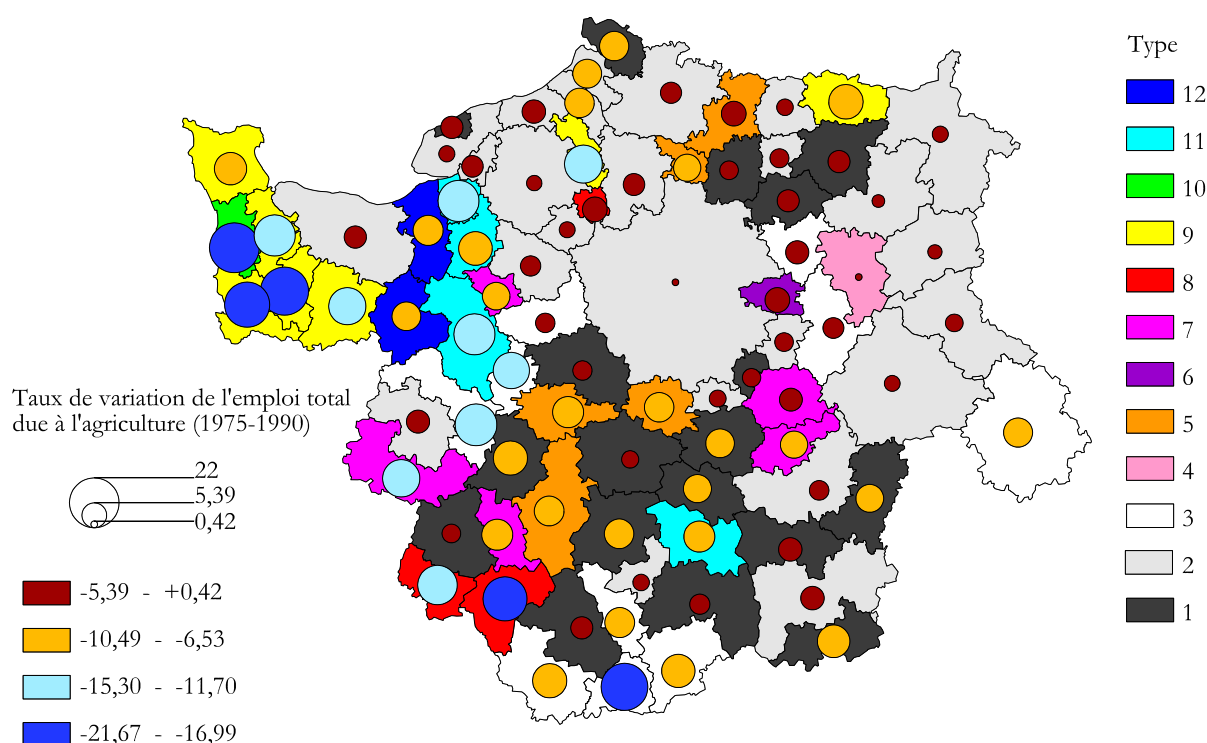 Type
12
11
10
9
8
7
6
5
4
3
2
1
Taux de variation de l'emploi total
due à l'agriculture (1975-1990)
22
5,39
0,42
-5,39 - +0,42
-10,49 - -6,53
-15,30 - -11,70
-21,67 - -16,99